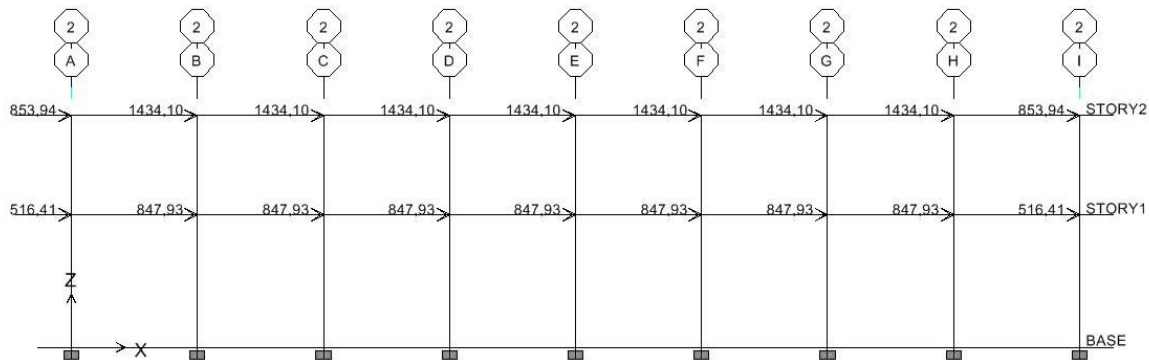 2 2 2 2 2 2 2 2 2
A B C D E F G H I
853,94 1434,10 1434,10 1434,10 1434,10 1434,10 1434,10 1434,10 853,94 STORY2
516,41 847,93 847,93 847,93 847,93 847,93 847,93 847,93 516,41 STORY1
Z
X BASE